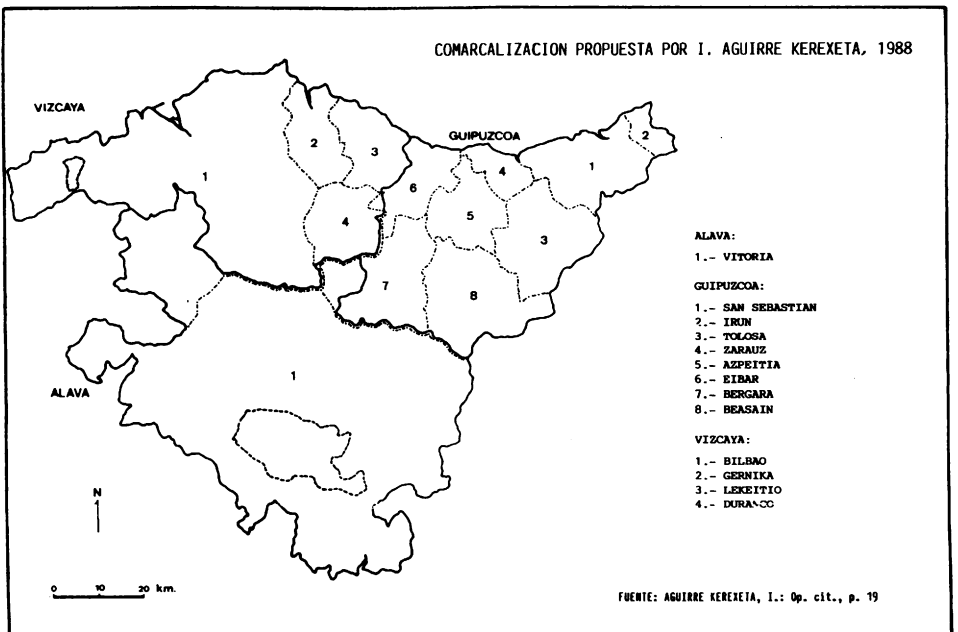 COMARCALIZACION PROPUESTA POR I. AGUIRRE KEREXETA, 1988
VIZCAYA
GUIPUZCOA
2
2
3
1
4
1
6
5
4
3
7
8
ALAVA:
1.- VITORIA
GUIPUZCOA:
1.- SAN SEBASTIAN
2.- IRUN
3.- TOLOSA
4.- ZARAUZ
5.- AZPEITIA
6.- EIBAR
7.- BERGARA
8.- BEASAIN
VIZCAYA:
1.- BILBAO
2.- GERNIKA
3.- LEKEITIO
4.- DURANGO
1
ALAVA
N
0 10 20 km.
FUENTE: AGUIRRE KEREXETA, I.: Op. cit., p. 19